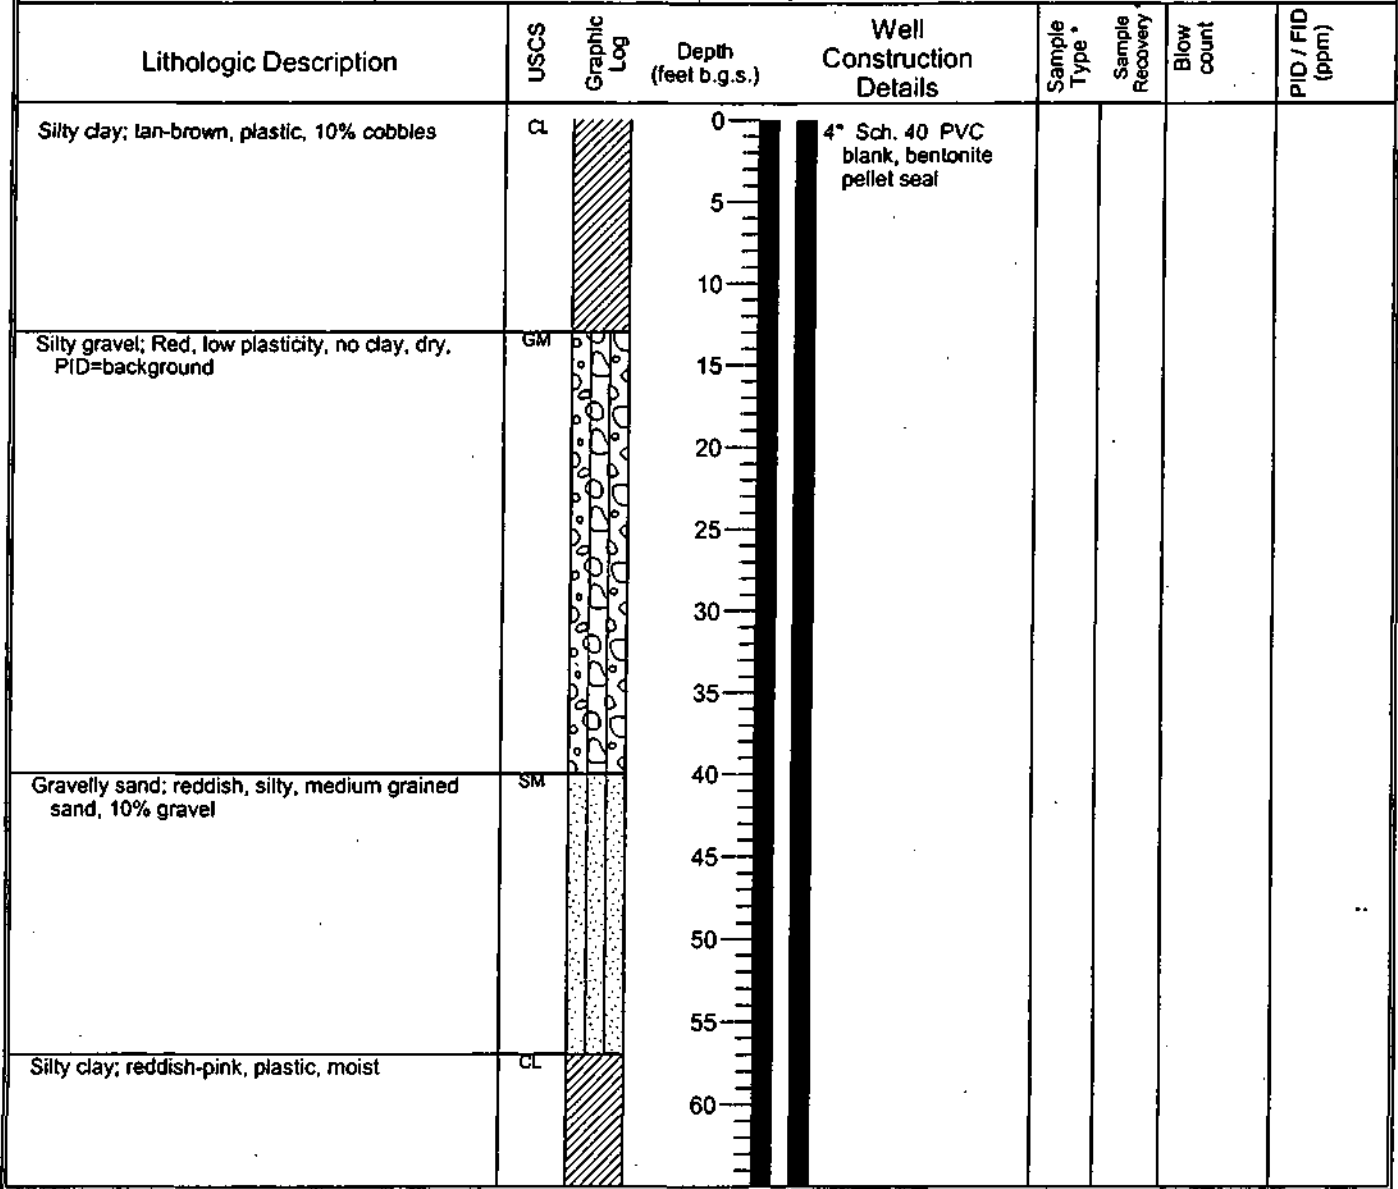 Lithologic Description
USCS
Graphic
Log
Depth
(feet b.g.s.)
Well
Construction
Details
Sample
Type *
Sample
Recovery *
Blow
count
PID / FID
(ppm)
Silty clay; tan-brown, plastic, 10% cobbles
CL
0
4" Sch. 40 PVC
blank, bentonite
pellet seal
5
10
Silty gravel; Red, low plasticity, no clay, dry,
PID=background
GM
15
20
25
30
35
40
Gravelly sand; reddish, silty, medium grained
sand, 10% gravel
SM
45
50
55
Silty clay; reddish-pink, plastic, moist
CL
60